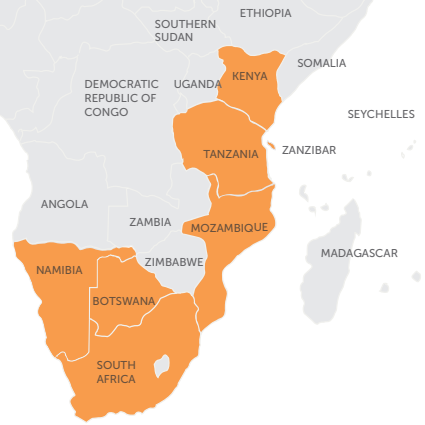 ETHIOPIA
SOUTHERN
SUDAN
SOMALIA
KENYA
UGANDA
DEMOCRATIC
REPUBLIC OF
CONGO
SEYCHELLES
TANZANIA
ZANZIBAR
ANGOLA
ZAMBIA
MOZAMBIQUE
MADAGASCAR
ZIMBABWE
NAMIBIA
BOTSWANA
SOUTH
AFRICA